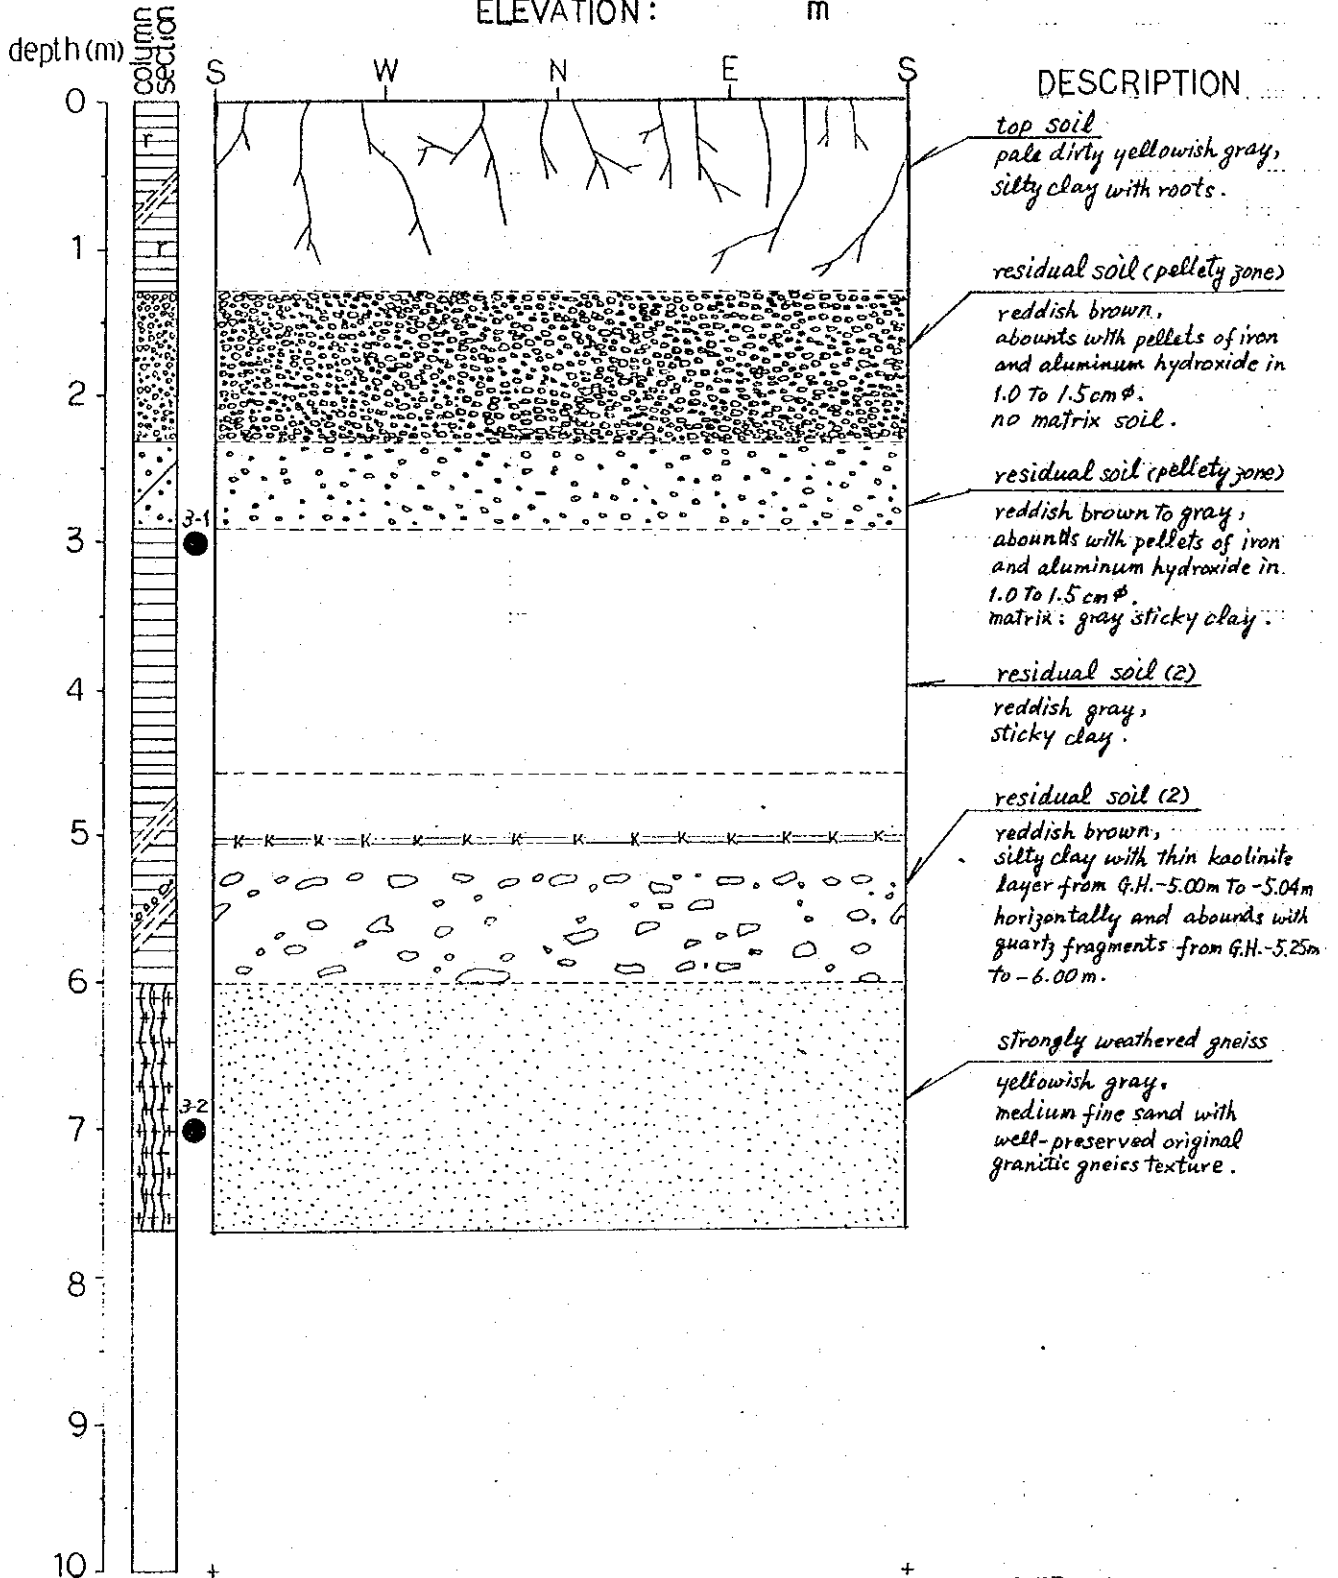 ELEVATION: m
depth (m)
column section
S W N E S
DESCRIPTION
0
1
2
3
4
5
6
7
8
9
10
r
r
3-1
3-2
K K K K K K K K K K K K K
top soil
pale dirty yellowish gray,
silty clay with roots.
residual soil (pellety zone)
reddish brown,
abounts with pellets of iron
and aluminum hydroxide in
1.0 To 1.5 cm φ.
no matrix soil.
residual soil (pellety zone)
reddish brown To gray,
abounds with pellets of iron
and aluminum hydroxide in
1.0 To 1.5 cm φ.
matrix: gray sticky clay.
residual soil (2)
reddish gray,
sticky clay.
residual soil (2)
reddish brown,
silty clay with thin kaolinite
layer from G.H.-5.00m To -5.04m
horizontally and abounds with
quartz fragments from G.H.-5.25m
to -6.00m.
strongly weathered gneiss
yellowish gray.
medium fine sand with
well-preserved original
granitic gneics texture.